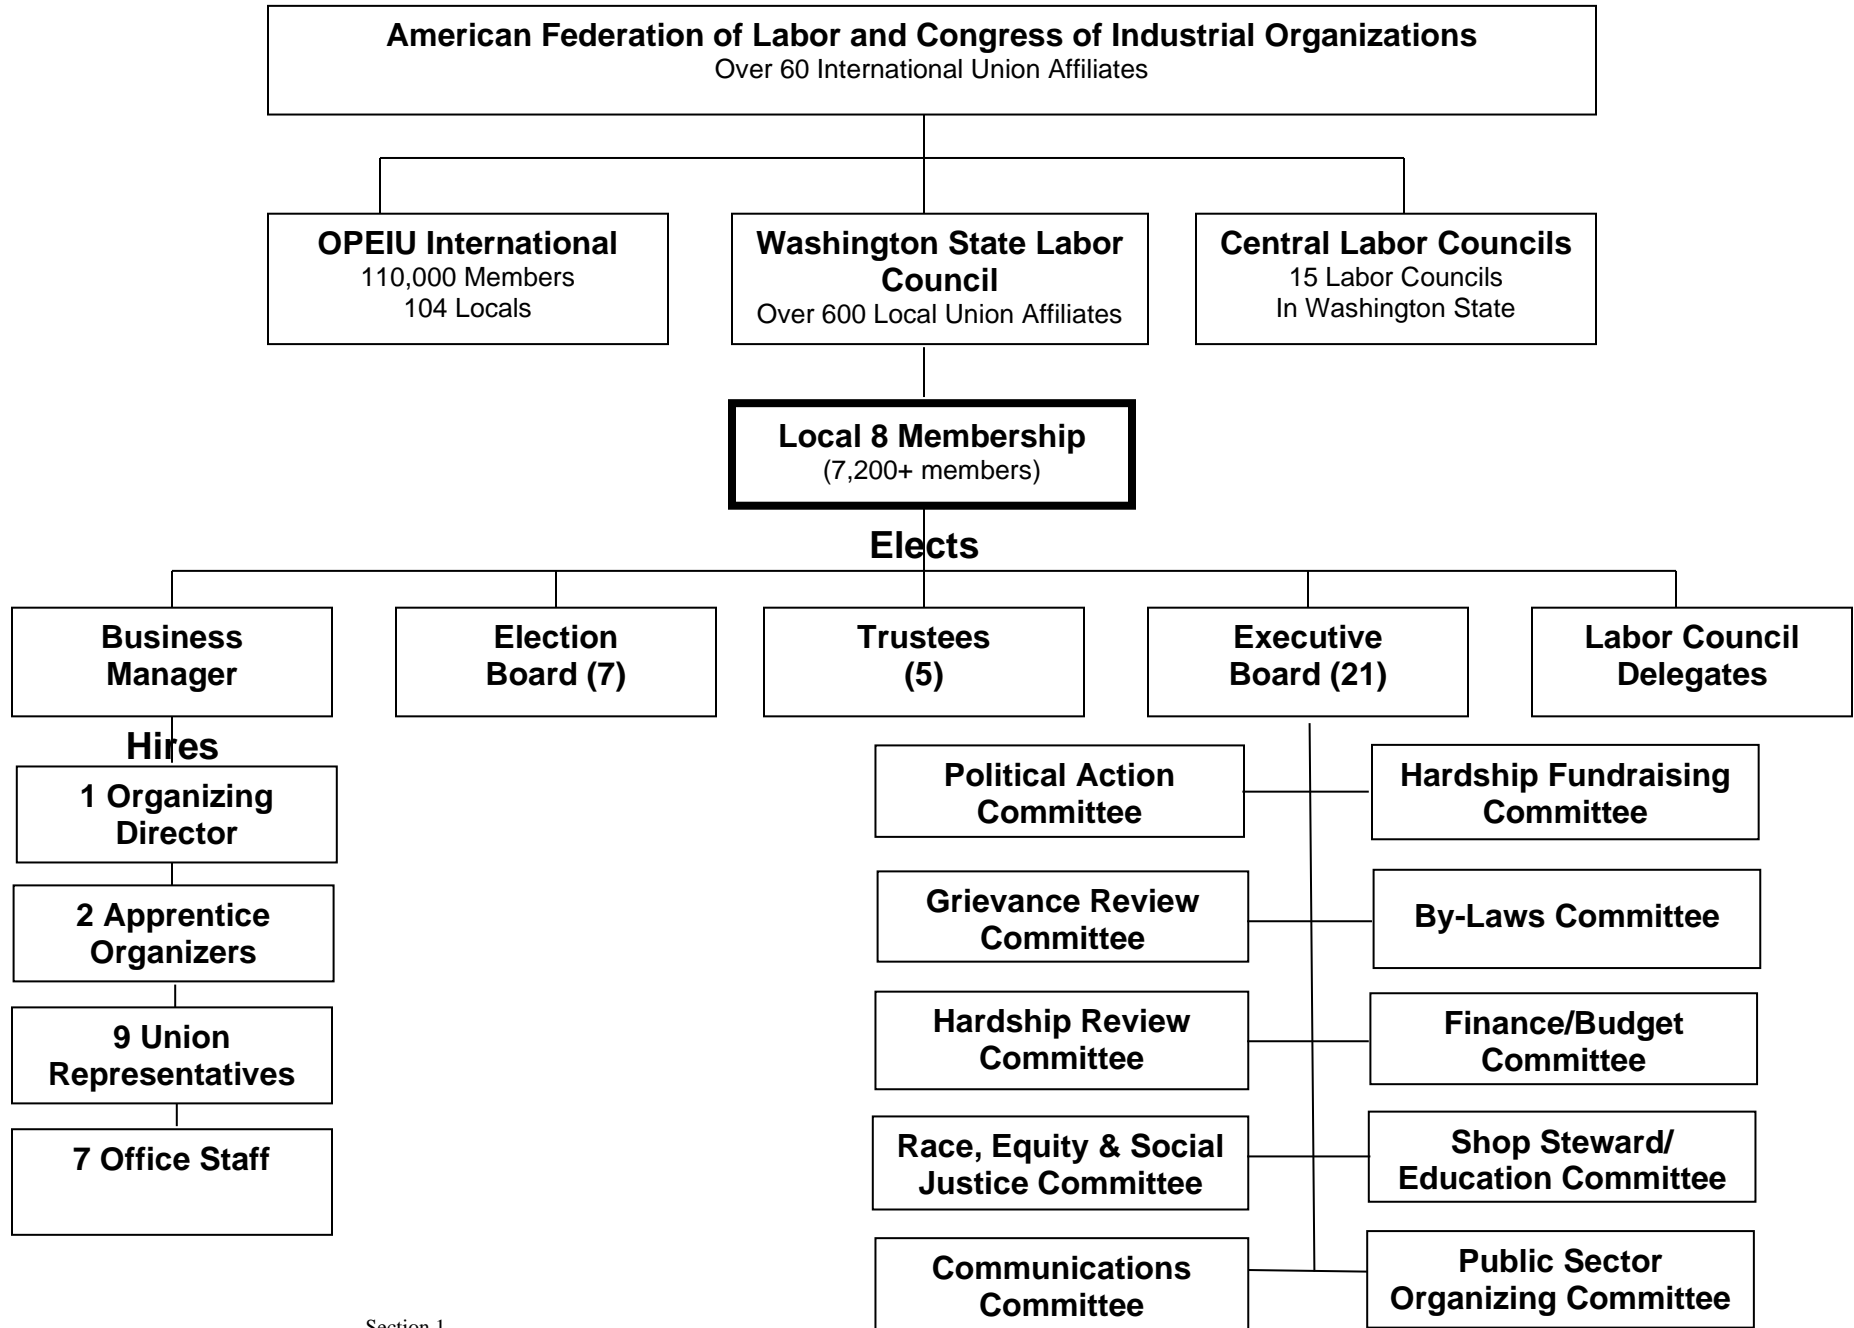 American Federation of Labor and Congress of Industrial Organizations
Over 60 International Union Affiliates
OPEIU International
110,000 Members
104 Locals
Washington State Labor
Council
Over 600 Local Union Affiliates
Central Labor Councils
15 Labor Councils
In Washington State
Local 8 Membership
(7,200+ members)
Elects
Business
Manager
Election
Board (7)
Trustees
(5)
Executive
Board (21)
Labor Council
Delegates
Hires
1 Organizing
Director
2 Apprentice
Organizers
9 Union
Representatives
7 Office Staff
Political Action
Committee
Hardship Fundraising
Committee
Grievance Review
Committee
By-Laws Committee
Hardship Review
Committee
Finance/Budget
Committee
Race, Equity & Social
Justice Committee
Shop Steward/
Education Committee
Communications
Committee
Public Sector
Organizing Committee
Section 1